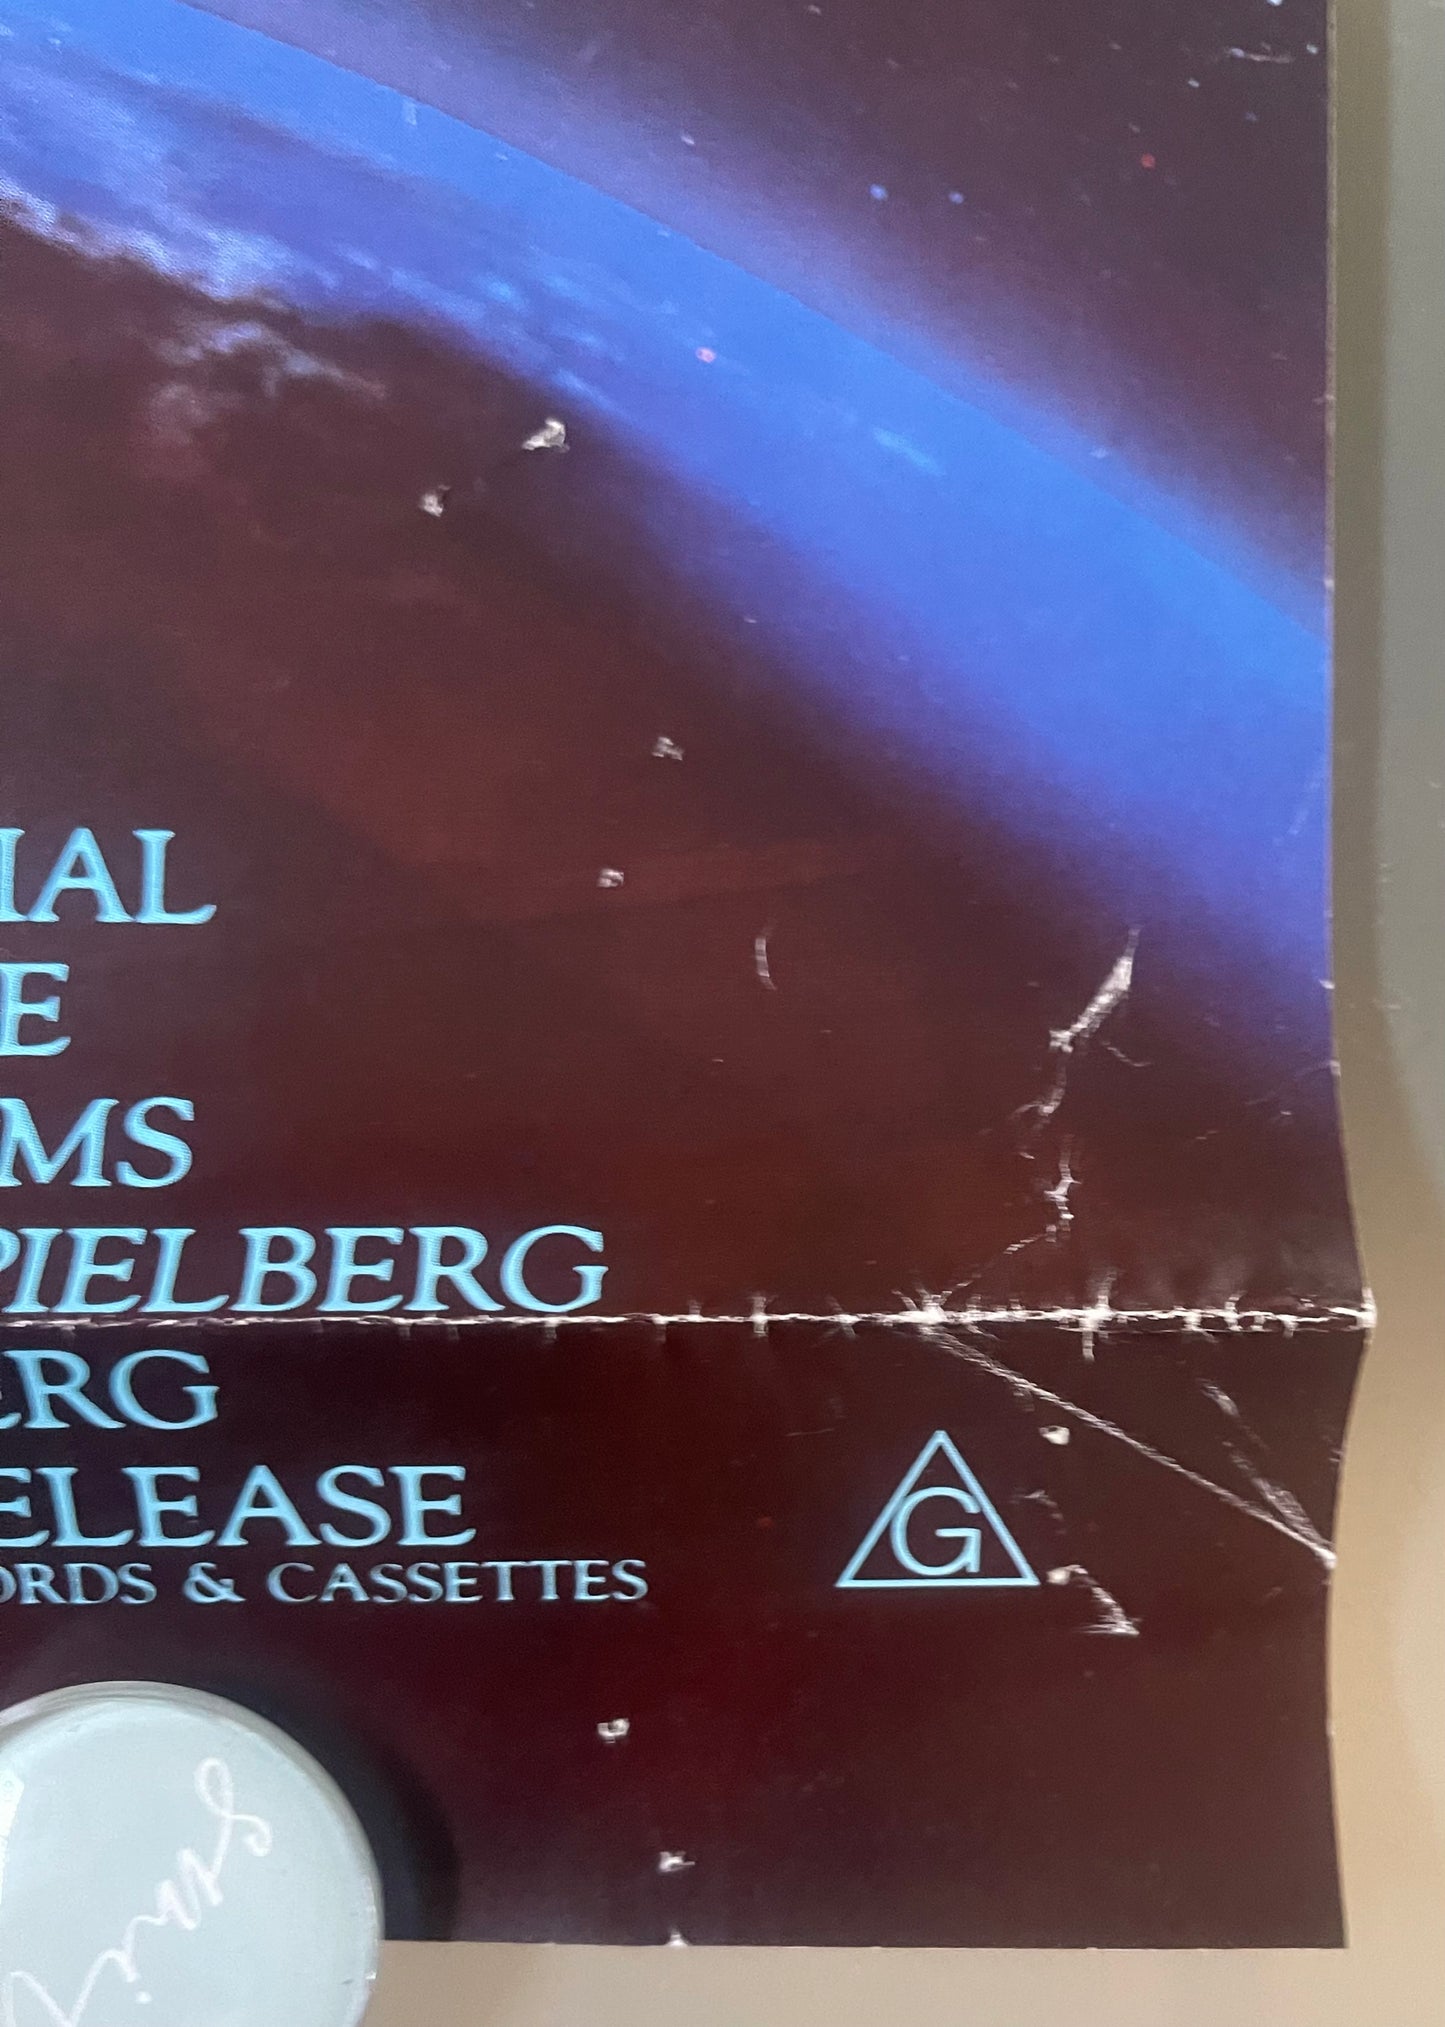 IAL
E
MS
PIELBERG
ERG
ELEASE
ORDS & CASSETTES
G